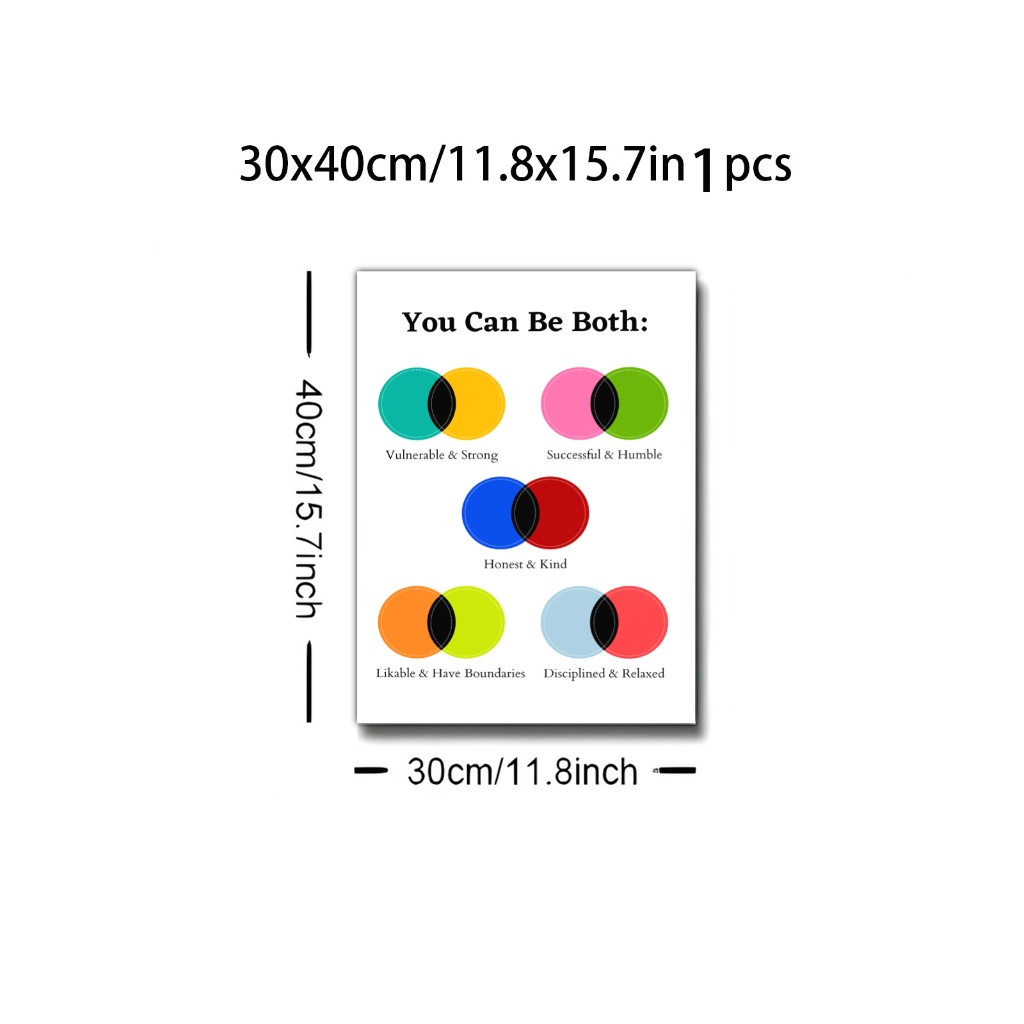 30x40cm/11.8x15.7in1pcs
You Can Be Both:
Vulnerable & Strong
Successful & Humble
Honest & Kind
Likable & Have Boundaries
Disciplined & Relaxed
40cm/15.7inch
30cm/11.8inch